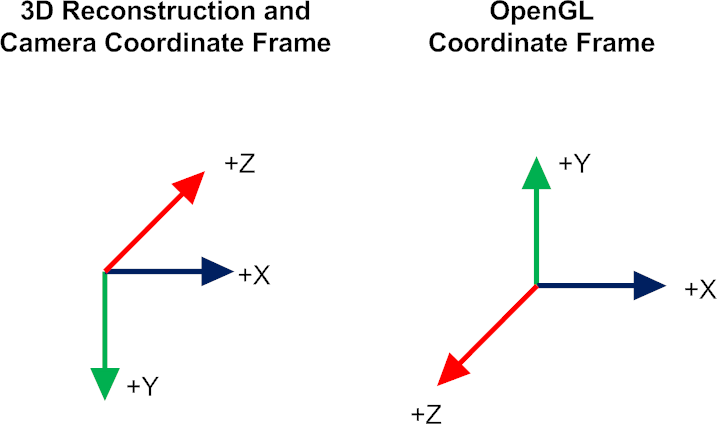 3D Reconstruction and
Camera Coordinate Frame
+Z
+X
+Y
OpenGL
Coordinate Frame
+Y
+X
+Z